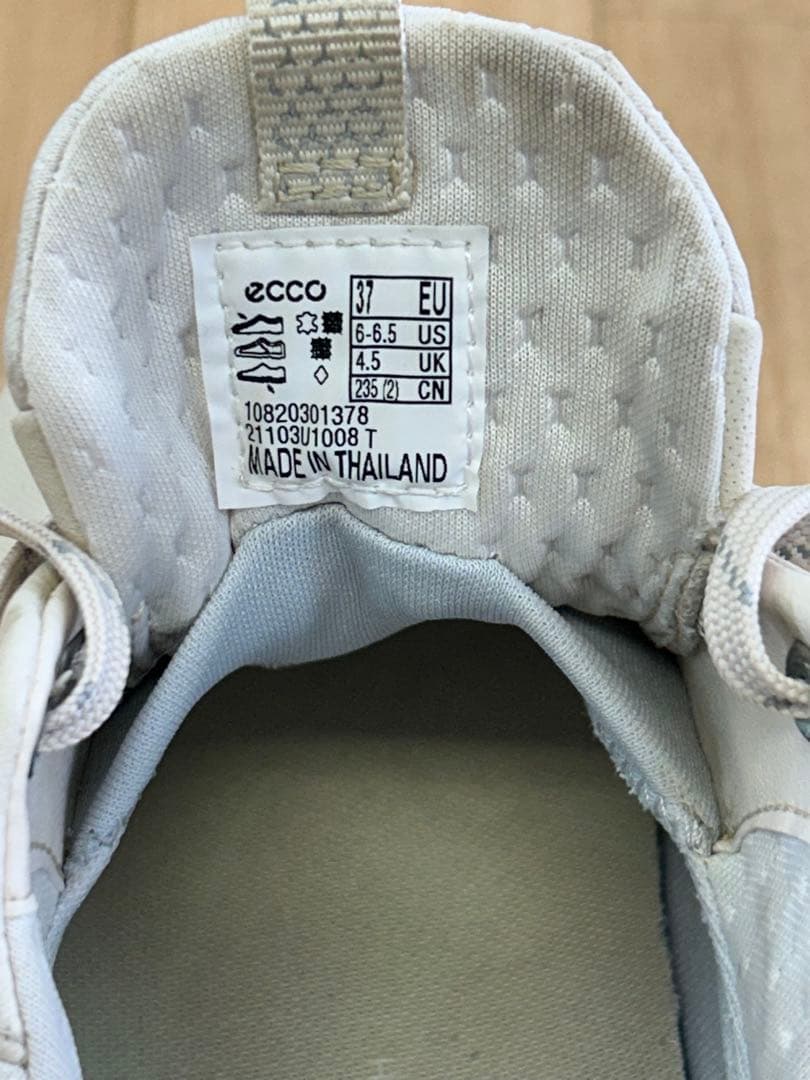 ecco
37 EU
6-6.5 US
4.5 UK
235 (2) CN
10820301378
21103U1008 T
MADE IN THAILAND